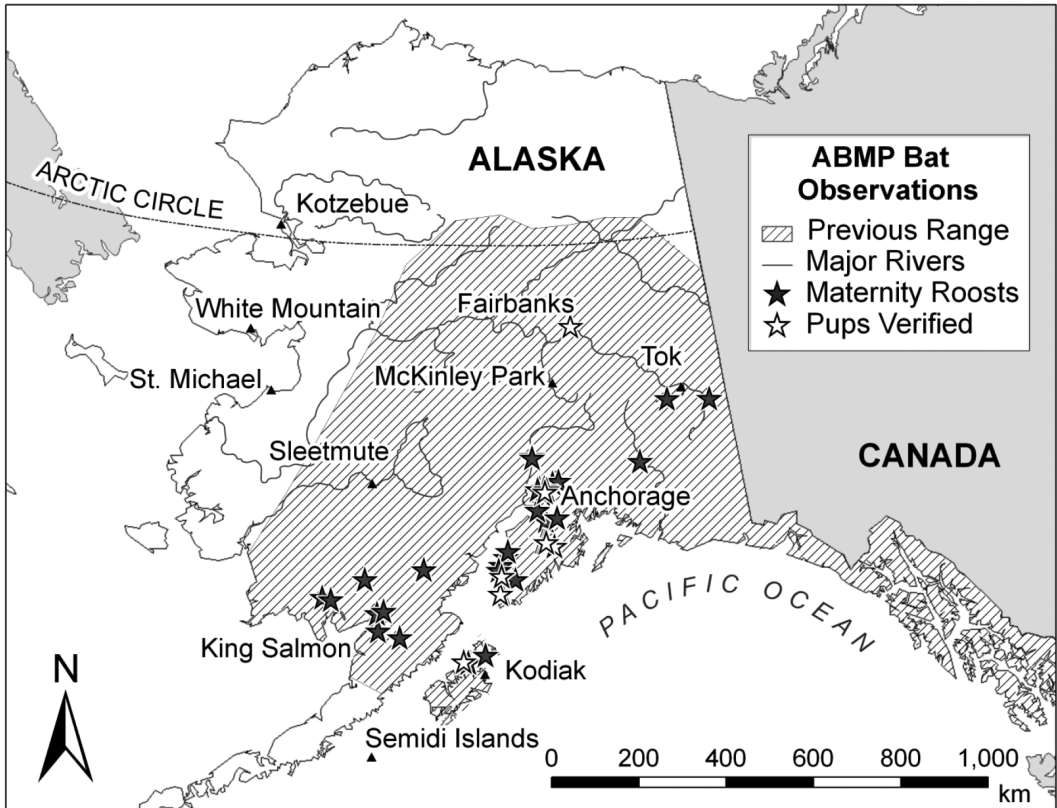 ALASKA
ARCTIC CIRCLE
Kotzebue
ABMP Bat
Observations
Previous Range
Major Rivers
Maternity Roosts
Pups Verified
White Mountain
Fairbanks
St. Michael
McKinley Park
Tok
Sleetmute
CANADA
Anchorage
PACIFIC OCEAN
King Salmon
Kodiak
N
Semidi Islands
0 200 400 600 800 1,000
km